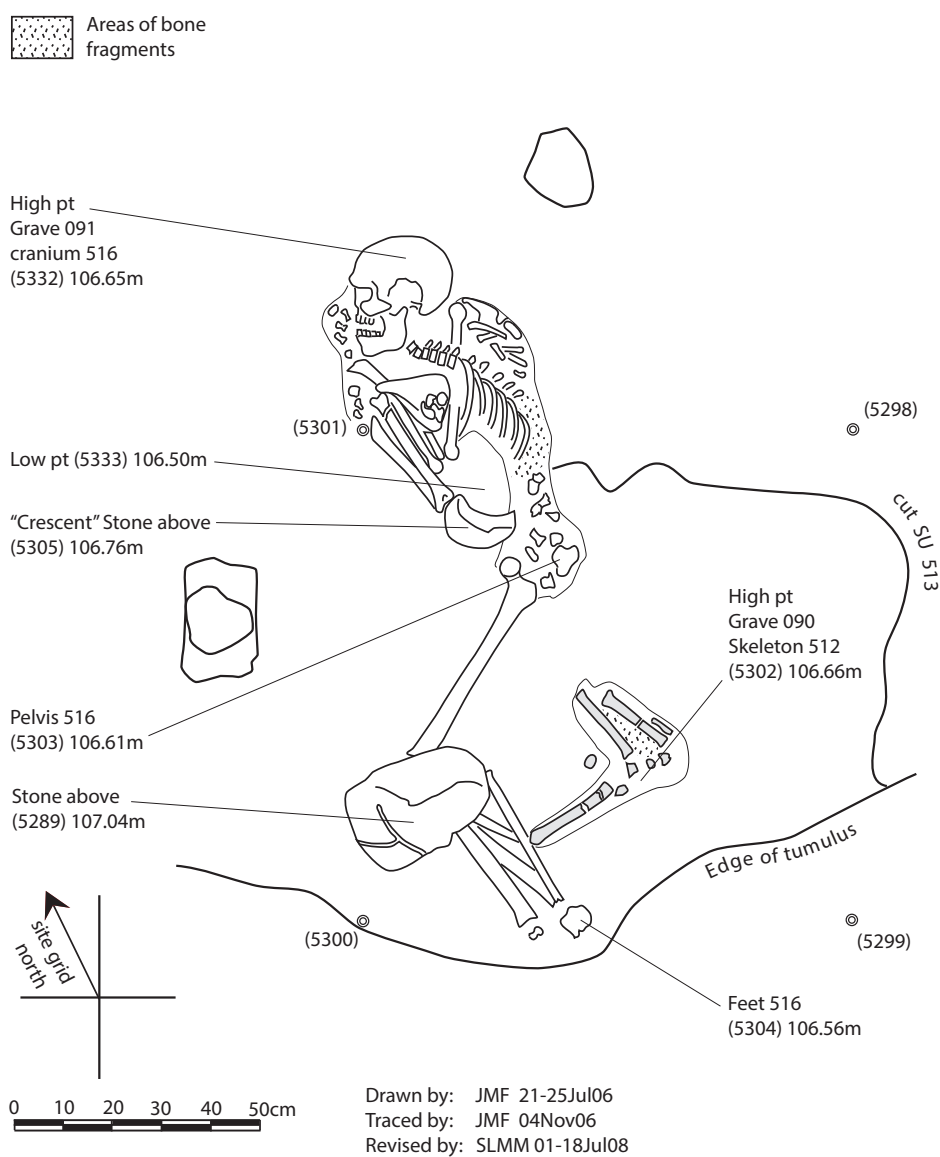 Areas of bone
fragments
High pt
Grave 091
cranium 516
(5332) 106.65m
(5301)
(5298)
Low pt (5333) 106.50m
“Crescent” Stone above
(5305) 106.76m
cut SU 513
High pt
Grave 090
Skeleton 512
(5302) 106.66m
Pelvis 516
(5303) 106.61m
Stone above
(5289) 107.04m
Edge of tumulus
site grid
north
(5300)
(5299)
Feet 516
(5304) 106.56m
0 10 20 30 40 50cm
Drawn by: JMF 21-25Jul06
Traced by: JMF 04Nov06
Revised by: SLMM 01-18Jul08